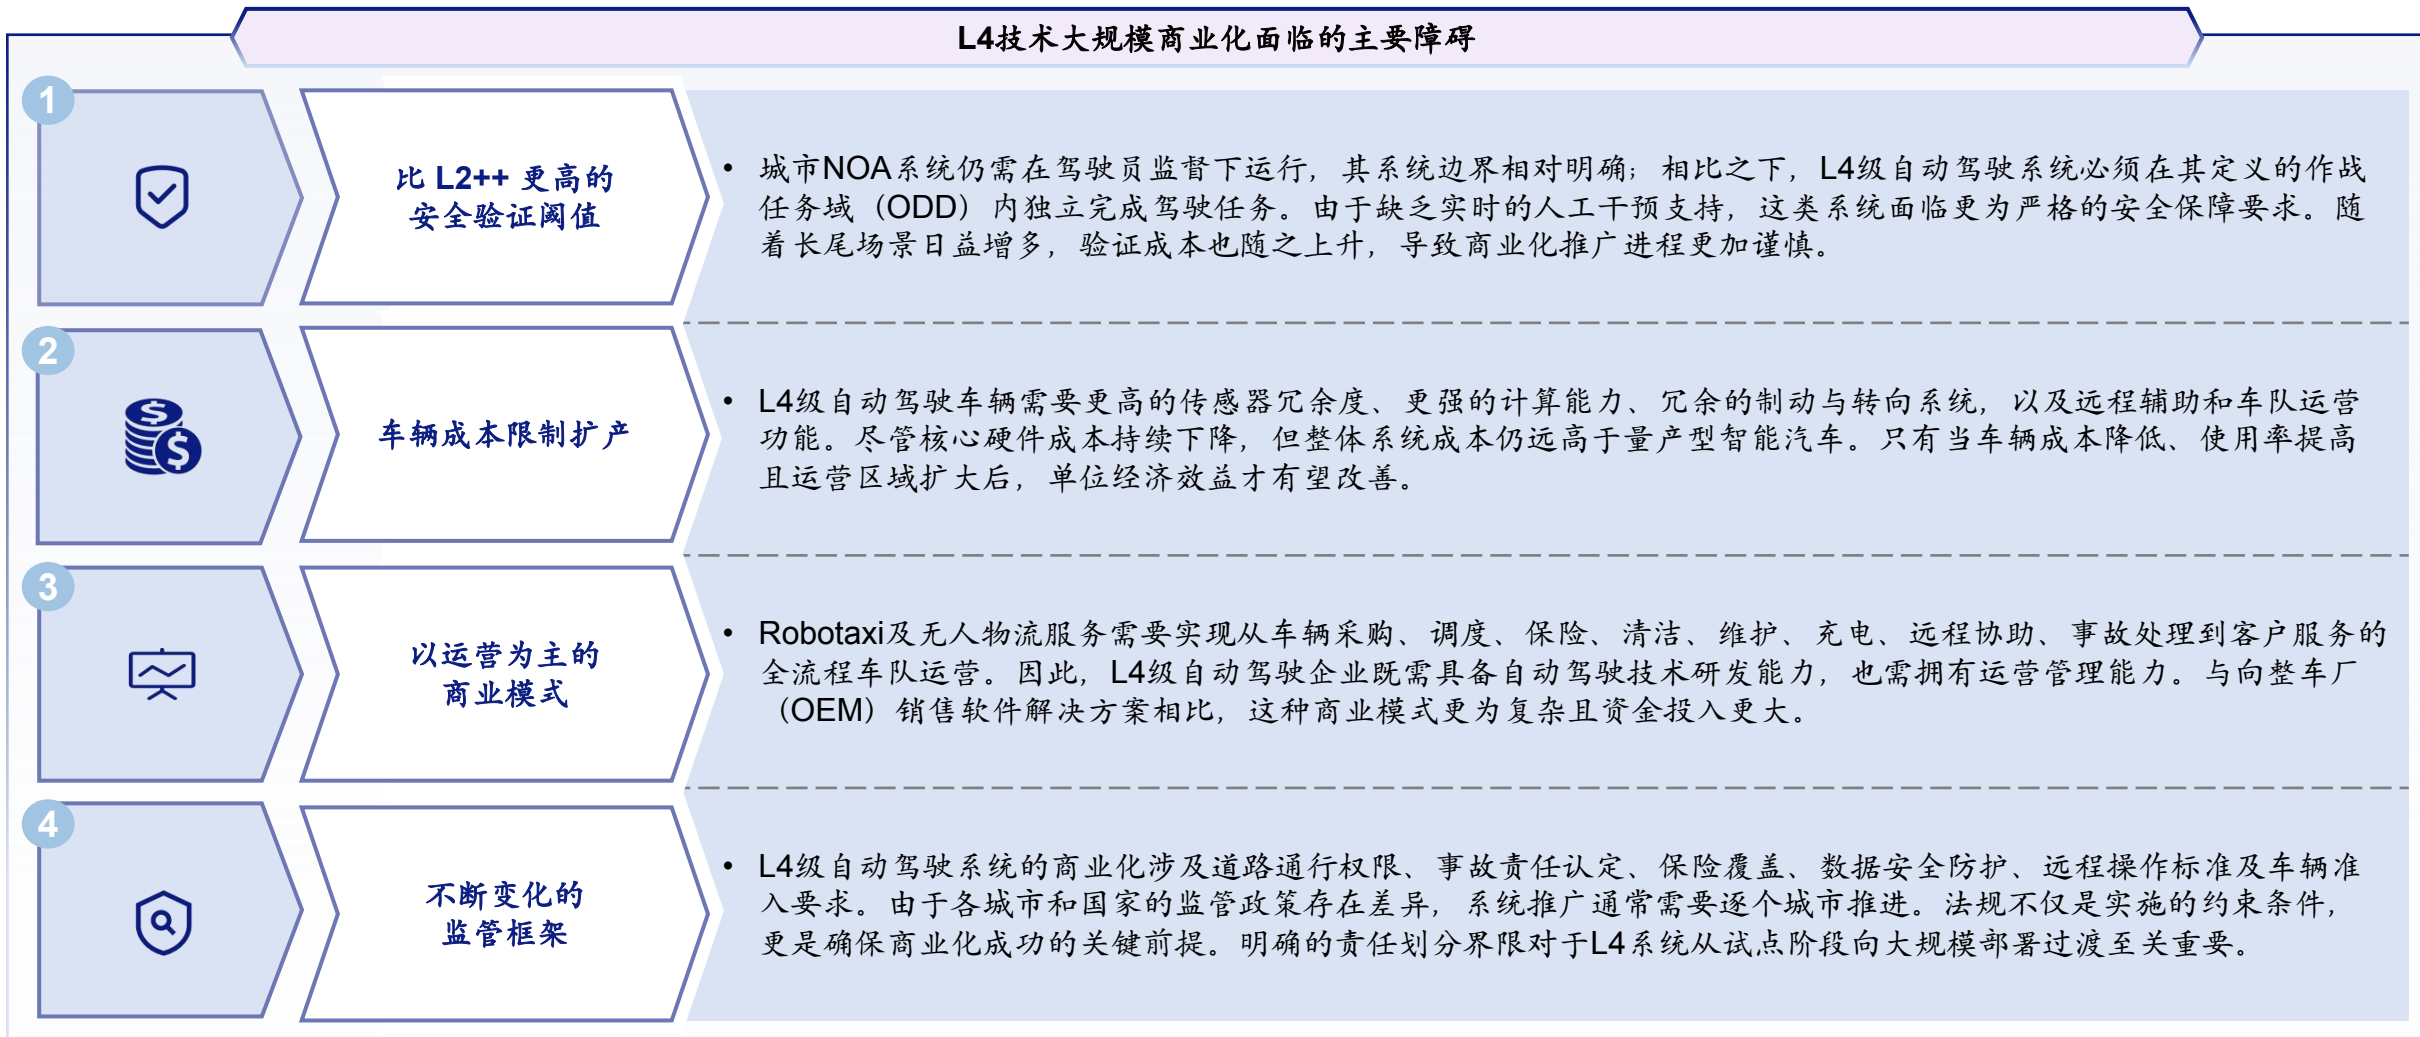 L4技术大规模商业化面临的主要障碍
1
比 L2++ 更高的
安全验证阈值
• 城市NOA系统仍需在驾驶员监督下运行，其系统边界相对明确；相比之下，L4级自动驾驶系统必须在其定义的作战
任务域（ODD）内独立完成驾驶任务。由于缺乏实时的人工干预支持，这类系统面临更为严格的安全保障要求。随
着长尾场景日益增多，验证成本也随之上升，导致商业化推广进程更加谨慎。
2
车辆成本限制扩产
• L4级自动驾驶车辆需要更高的传感器冗余度、更强的计算能力、冗余的制动与转向系统，以及远程辅助和车队运营
功能。尽管核心硬件成本持续下降，但整体系统成本仍远高于量产型智能汽车。只有当车辆成本降低、使用率提高
且运营区域扩大后，单位经济效益才有望改善。
3
以运营为主的
商业模式
• Robotaxi及无人物流服务需要实现从车辆采购、调度、保险、清洁、维护、充电、远程协助、事故处理到客户服务的
全流程车队运营。因此，L4级自动驾驶企业既需具备自动驾驶技术研发能力，也需拥有运营管理能力。与向整车厂
（OEM）销售软件解决方案相比，这种商业模式更为复杂且资金投入更大。
4
不断变化的
监管框架
• L4级自动驾驶系统的商业化涉及道路通行权限、事故责任认定、保险覆盖、数据安全防护、远程操作标准及车辆准
入要求。由于各城市和国家的监管政策存在差异，系统推广通常需要逐个城市推进。法规不仅是实施的约束条件，
更是确保商业化成功的关键前提。明确的责任划分界限对于L4系统从试点阶段向大规模部署过渡至关重要。